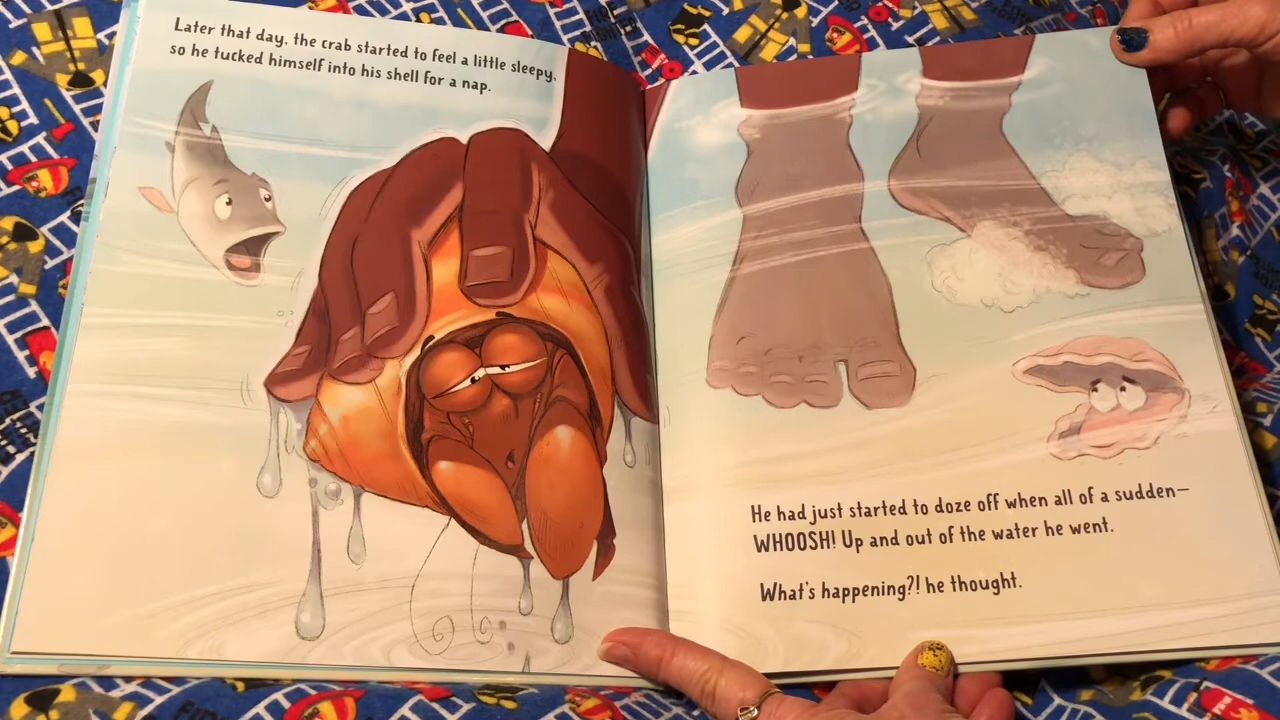 Later that day, the crab started to feel a little sleepy,
so he tucked himself into his shell for a nap.
He had just started to doze off when all of a sudden—
WHOOSH! Up and out of the water he went.
What's happening?! he thought.